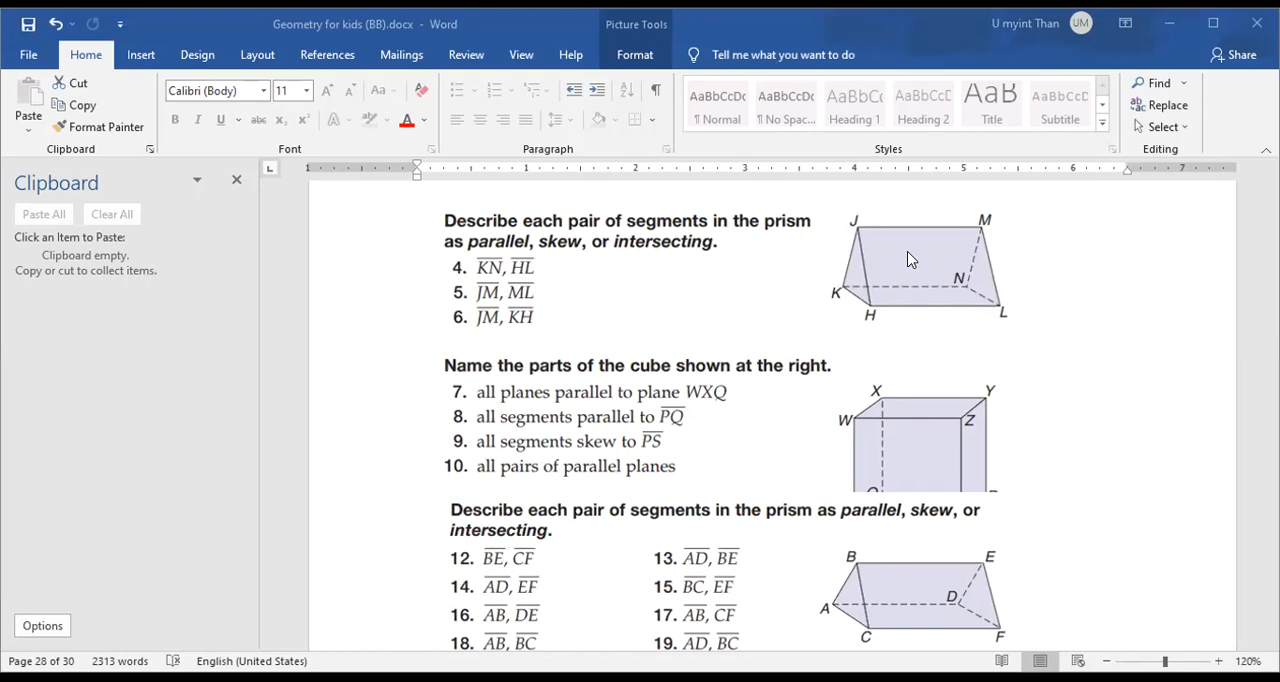 Geometry for kids (BB).docx - Word
Picture Tools
U myint Than
UM
File Home Insert Design Layout References Mailings Review View Help Format Tell me what you want to do Share
Paste
Cut
Copy
Format Painter
Clipboard
Calibri (Body) 11
Font
Paragraph
AaBbCcDc AaBbCcDc AaBbCc AaBbCcD AaB AaBbCcD
¶ Normal ¶ No Spac... Heading 1 Heading 2 Title Subtitle
Styles
Find
Replace
Select
Editing
1 1 2 3 4 5 6 7
Clipboard
Paste All Clear All
Click an Item to Paste:
Clipboard empty.
Copy or cut to collect items.
Options
Describe each pair of segments in the prism
as parallel, skew, or intersecting.
4. KN, HL
5. JM, ML
6. JM, KH
J M
K N
H L
Name the parts of the cube shown at the right.
7. all planes parallel to plane WXQ
8. all segments parallel to PQ
9. all segments skew to PS
10. all pairs of parallel planes
X Y
W Z
Describe each pair of segments in the prism as parallel, skew, or
intersecting.
12. BE, CF 13. AD, BE
14. AD, EF 15. BC, EF
16. AB, DE 17. AB, CF
18. AB, BC 19. AD, BC
B E
A D
C F
Page 28 of 30 2313 words English (United States) 120%